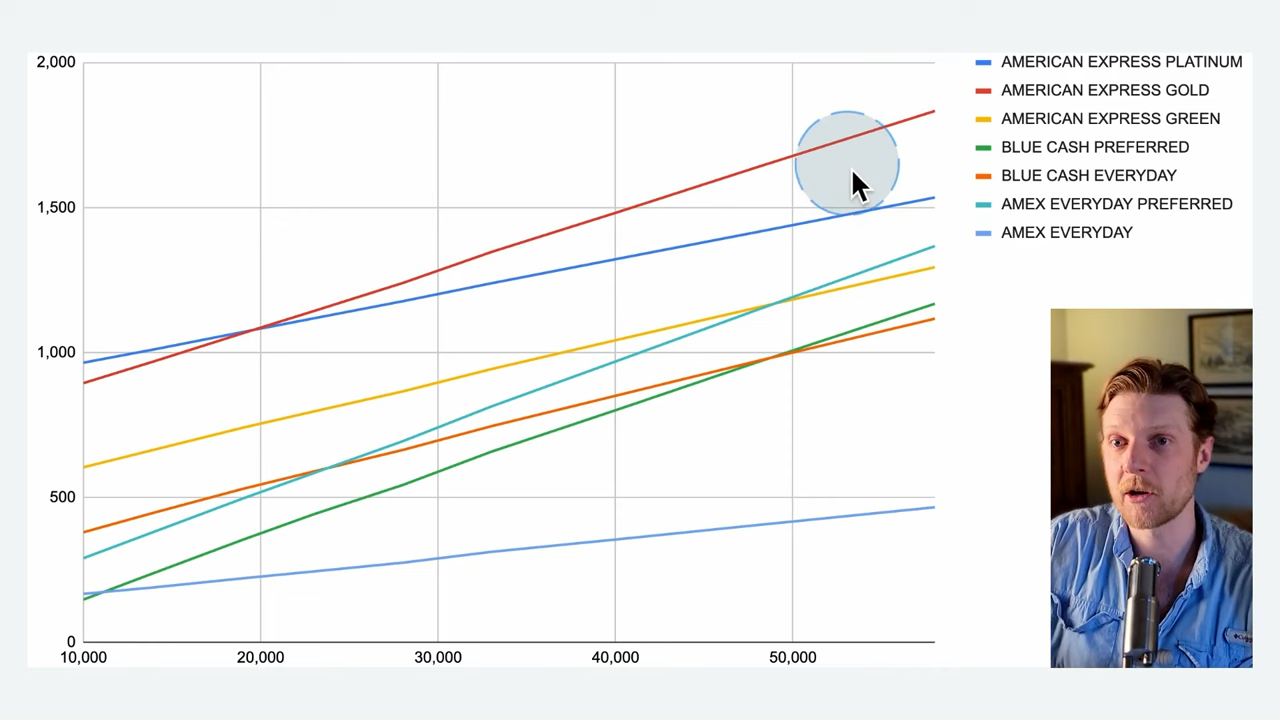 2,000
1,500
1,000
500
0
10,000 20,000 30,000 40,000 50,000
AMERICAN EXPRESS PLATINUM
AMERICAN EXPRESS GOLD
AMERICAN EXPRESS GREEN
BLUE CASH PREFERRED
BLUE CASH EVERYDAY
AMEX EVERYDAY PREFERRED
AMEX EVERYDAY